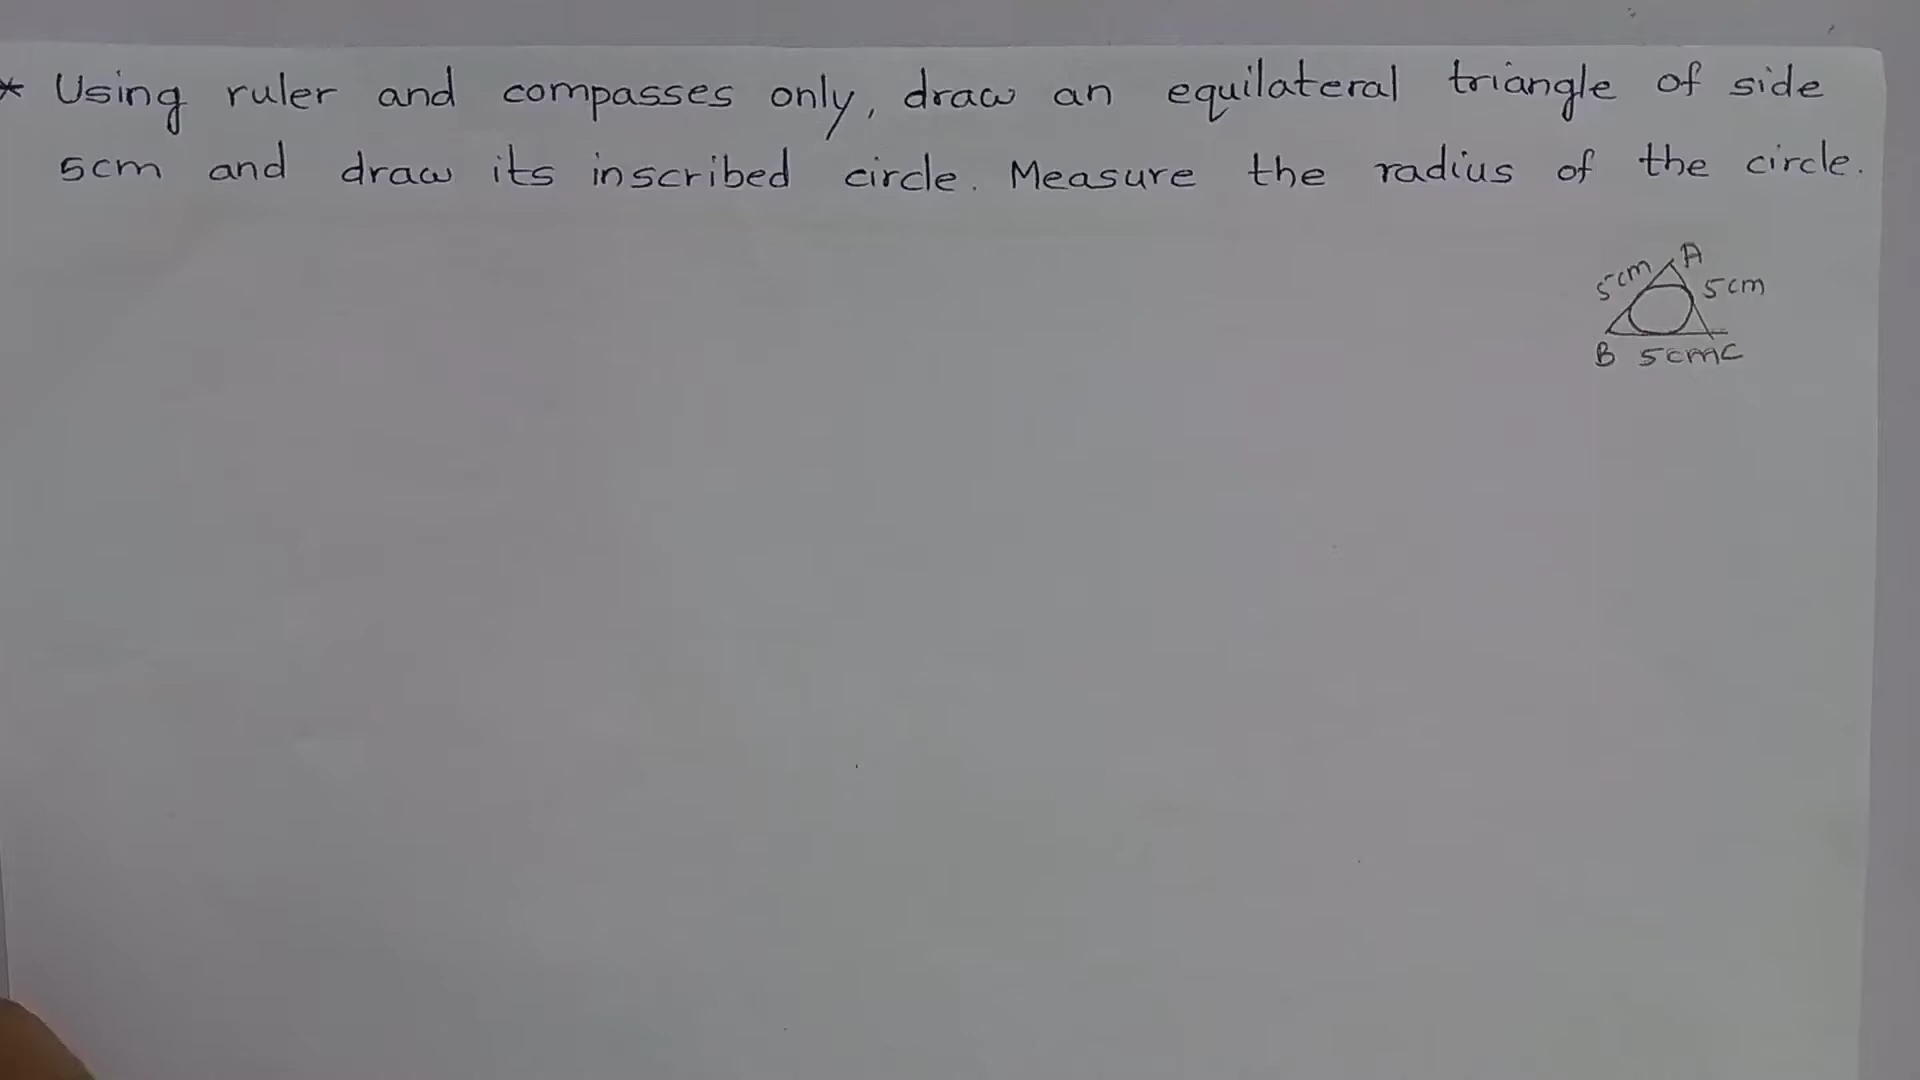 * Using ruler and compasses only, draw an equilateral triangle of side
5cm and draw its inscribed circle. Measure the radius of the circle.
A
5cm
5cm
B 5cm C